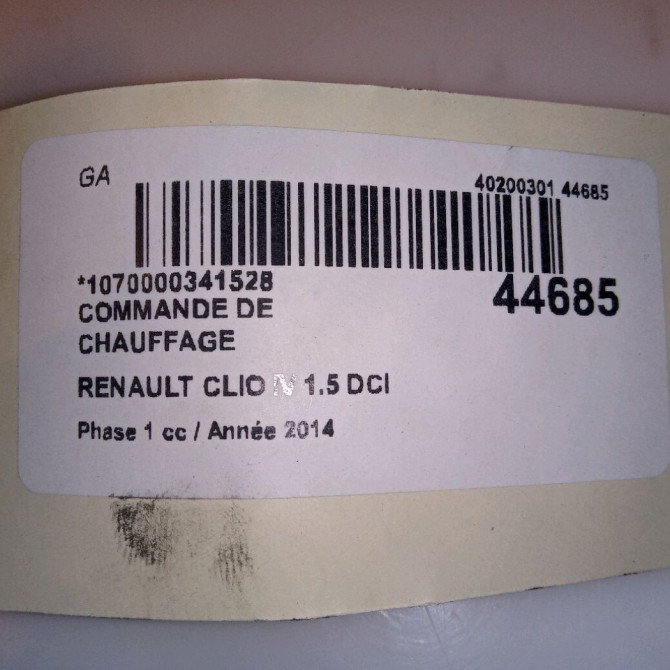 GA
40200301 44685
*1070000341528
44685
COMMANDE DE
CHAUFFAGE
RENAULT CLIO IV 1.5 DCI
Phase 1 cc / Année 2014